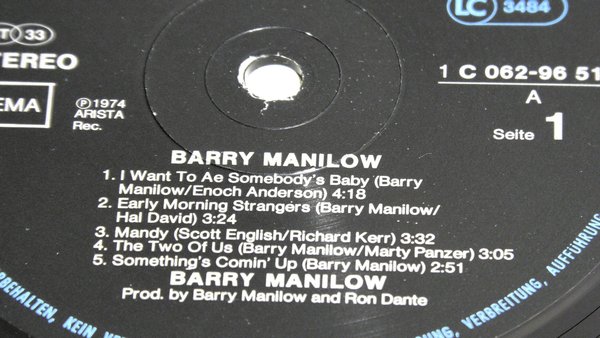 LC 3484
33
STEREO
GEMA
℗ 1974
ARISTA
Rec.
1 C 062-96 51
A
Seite 1
BARRY MANILOW
1. I Want To Ae Somebody's Baby (Barry
Manilow/Enoch Anderson) 4:18
2. Early Morning Strangers (Barry Manilow/
Hal David) 3:24
3. Mandy (Scott English/Richard Kerr) 3:32
4. The Two Of Us (Barry Manilow/Marty Panzer) 3:05
5. Something's Comin' Up (Barry Manilow) 2:51
BARRY MANILOW
Prod. by Barry Manilow and Ron Dante
RBEHALTEN, KEIN VE
UNG, VERBREITUNG, AUFFÜHRUNG